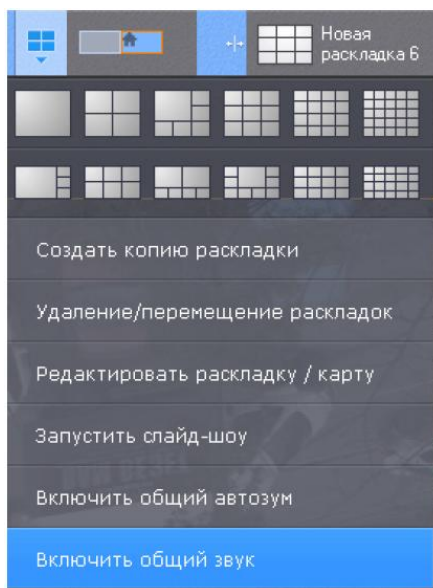 Новая
раскладка 6
Создать копию раскладки
Удаление/перемещение раскладок
Редактировать раскладку / карту
Запустить слайд-шоу
Включить общий автозум
Включить общий звук